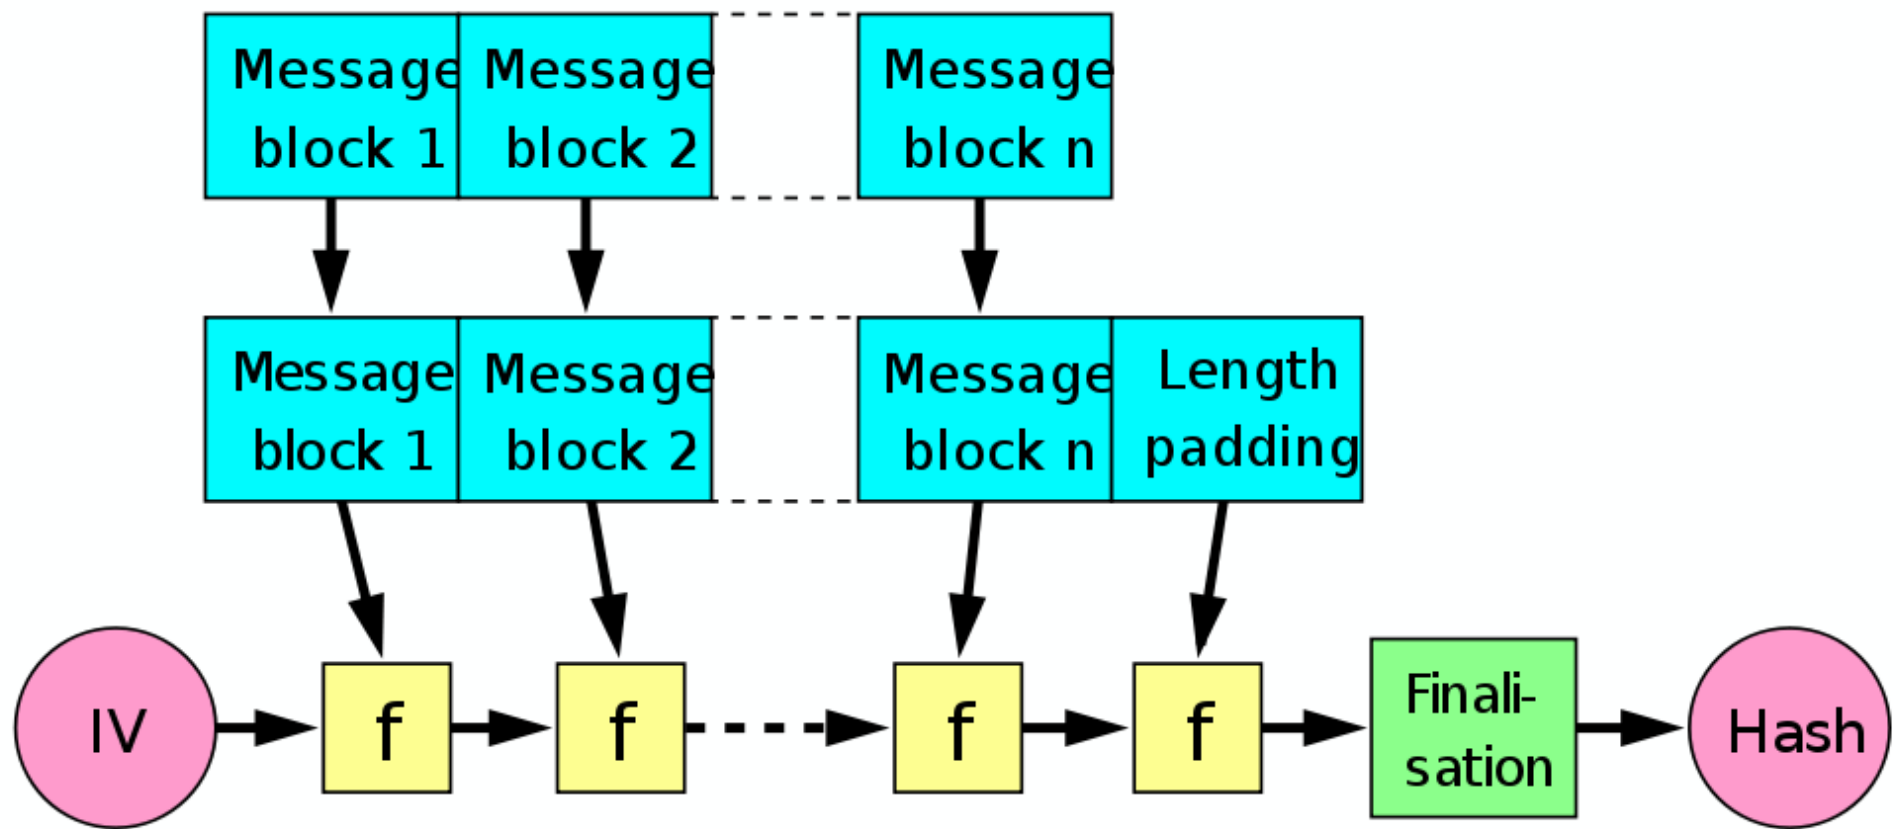 Message
block 1
Message
block 2
Message
block n
Message
block 1
Message
block 2
Message
block n
Length
padding
IV
f
f
f
f
Finali-
sation
Hash